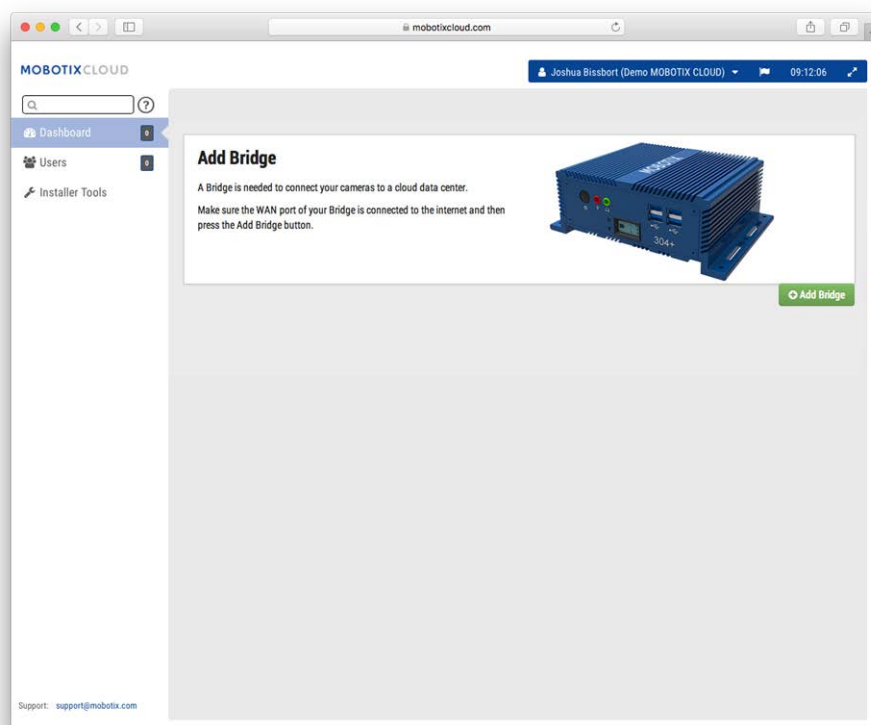 mobotixcloud.com
MOBOTIXCLOUD
Joshua Bissbort (Demo MOBOTIX CLOUD)
09:12:06
?
Dashboard
0
Users
0
Installer Tools
Add Bridge
A Bridge is needed to connect your cameras to a cloud data center.
Make sure the WAN port of your Bridge is connected to the internet and then
press the Add Bridge button.
MOBOTIX
304+
Add Bridge
Support: support@mobotix.com